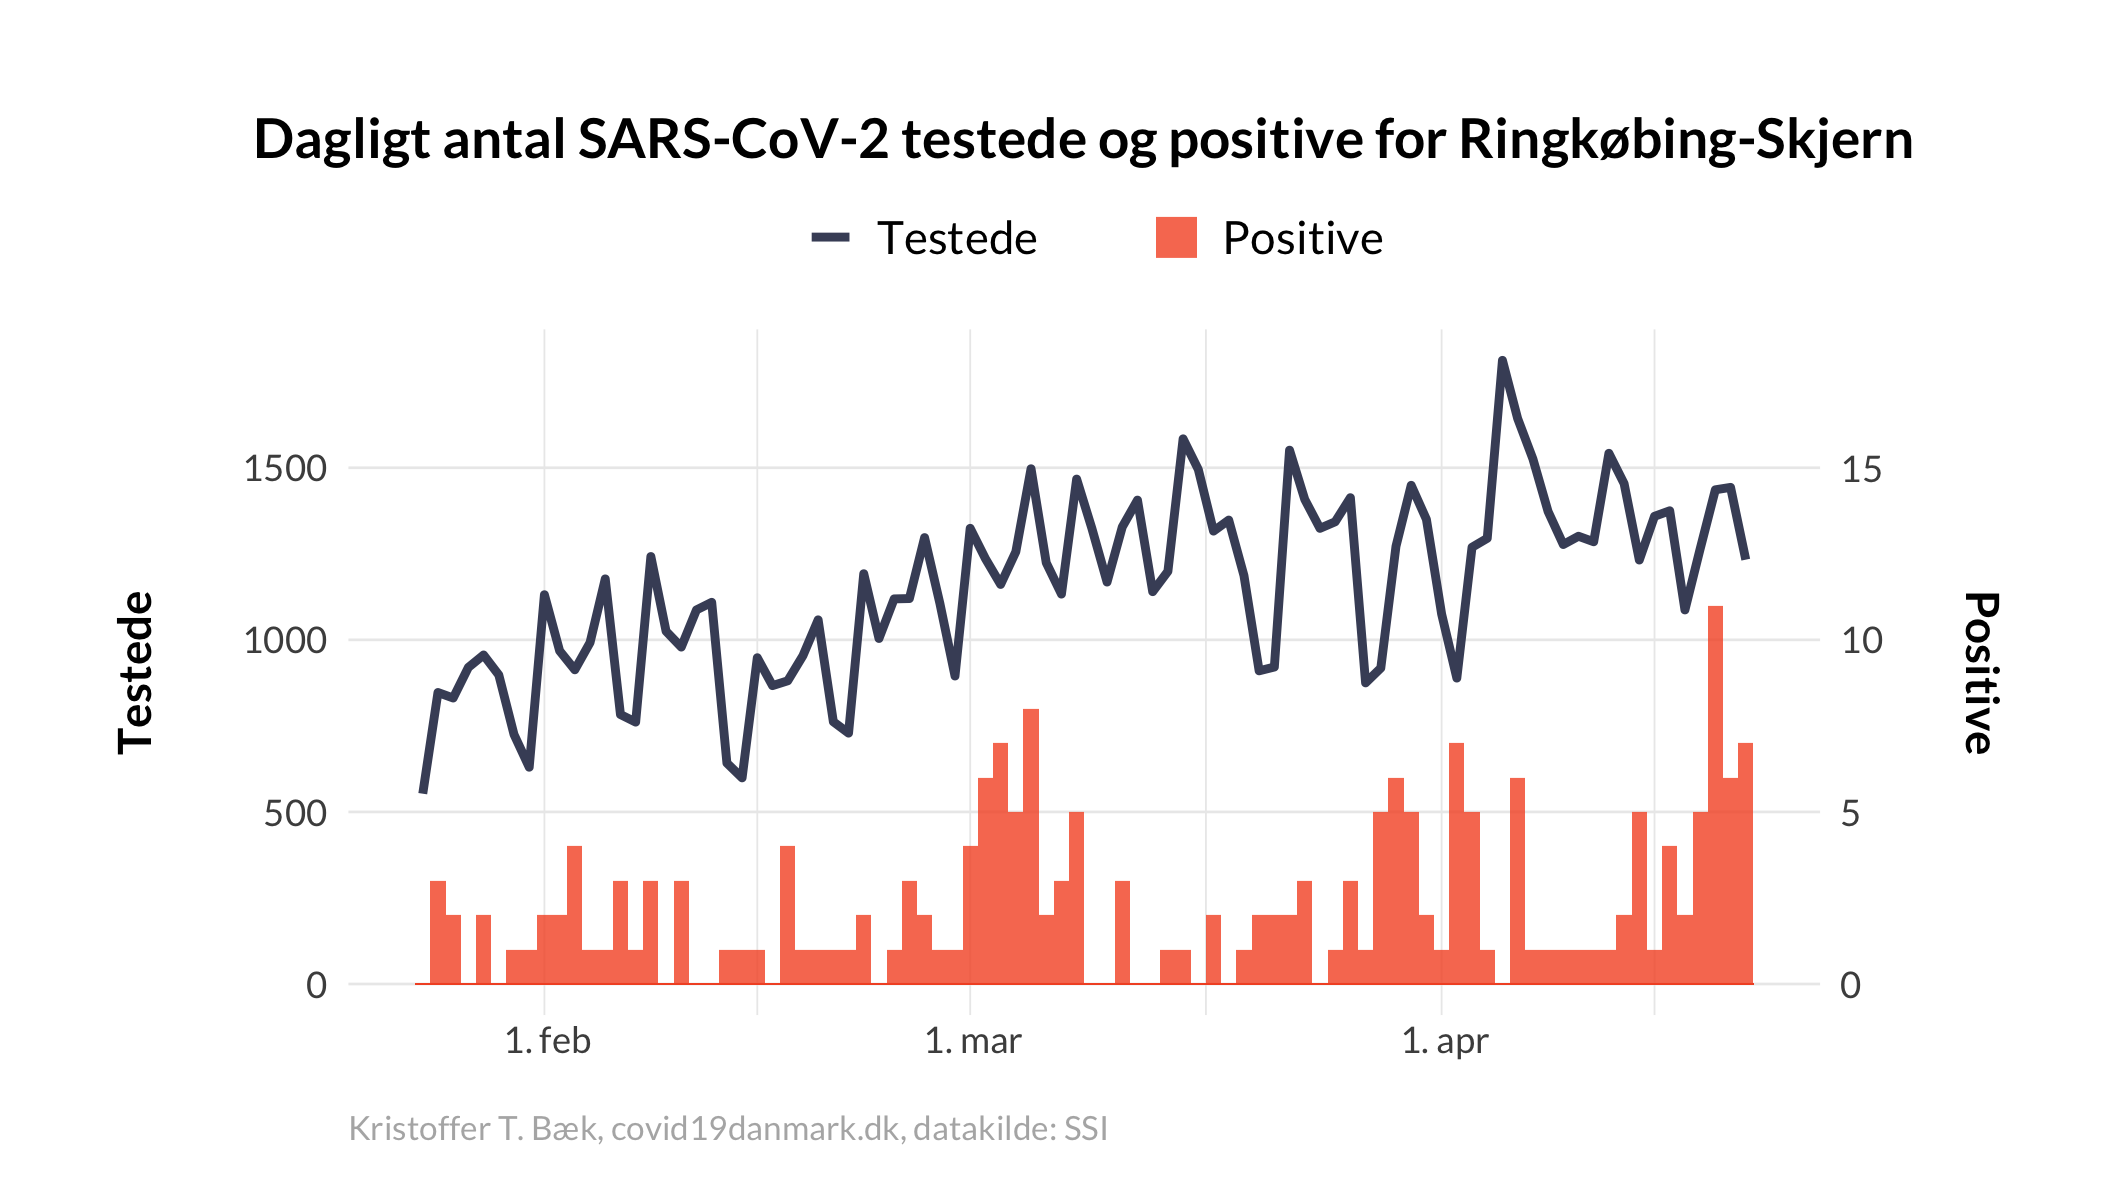 Dagligt antal SARS-CoV-2 testede og positive for Ringkøbing-Skjern
Testede Positive
1500 15
1000 10
500 5
0 0
Testede
Positive
1. feb 1. mar 1. apr
Kristoffer T. Bæk, covid19danmark.dk, datakilde: SSI